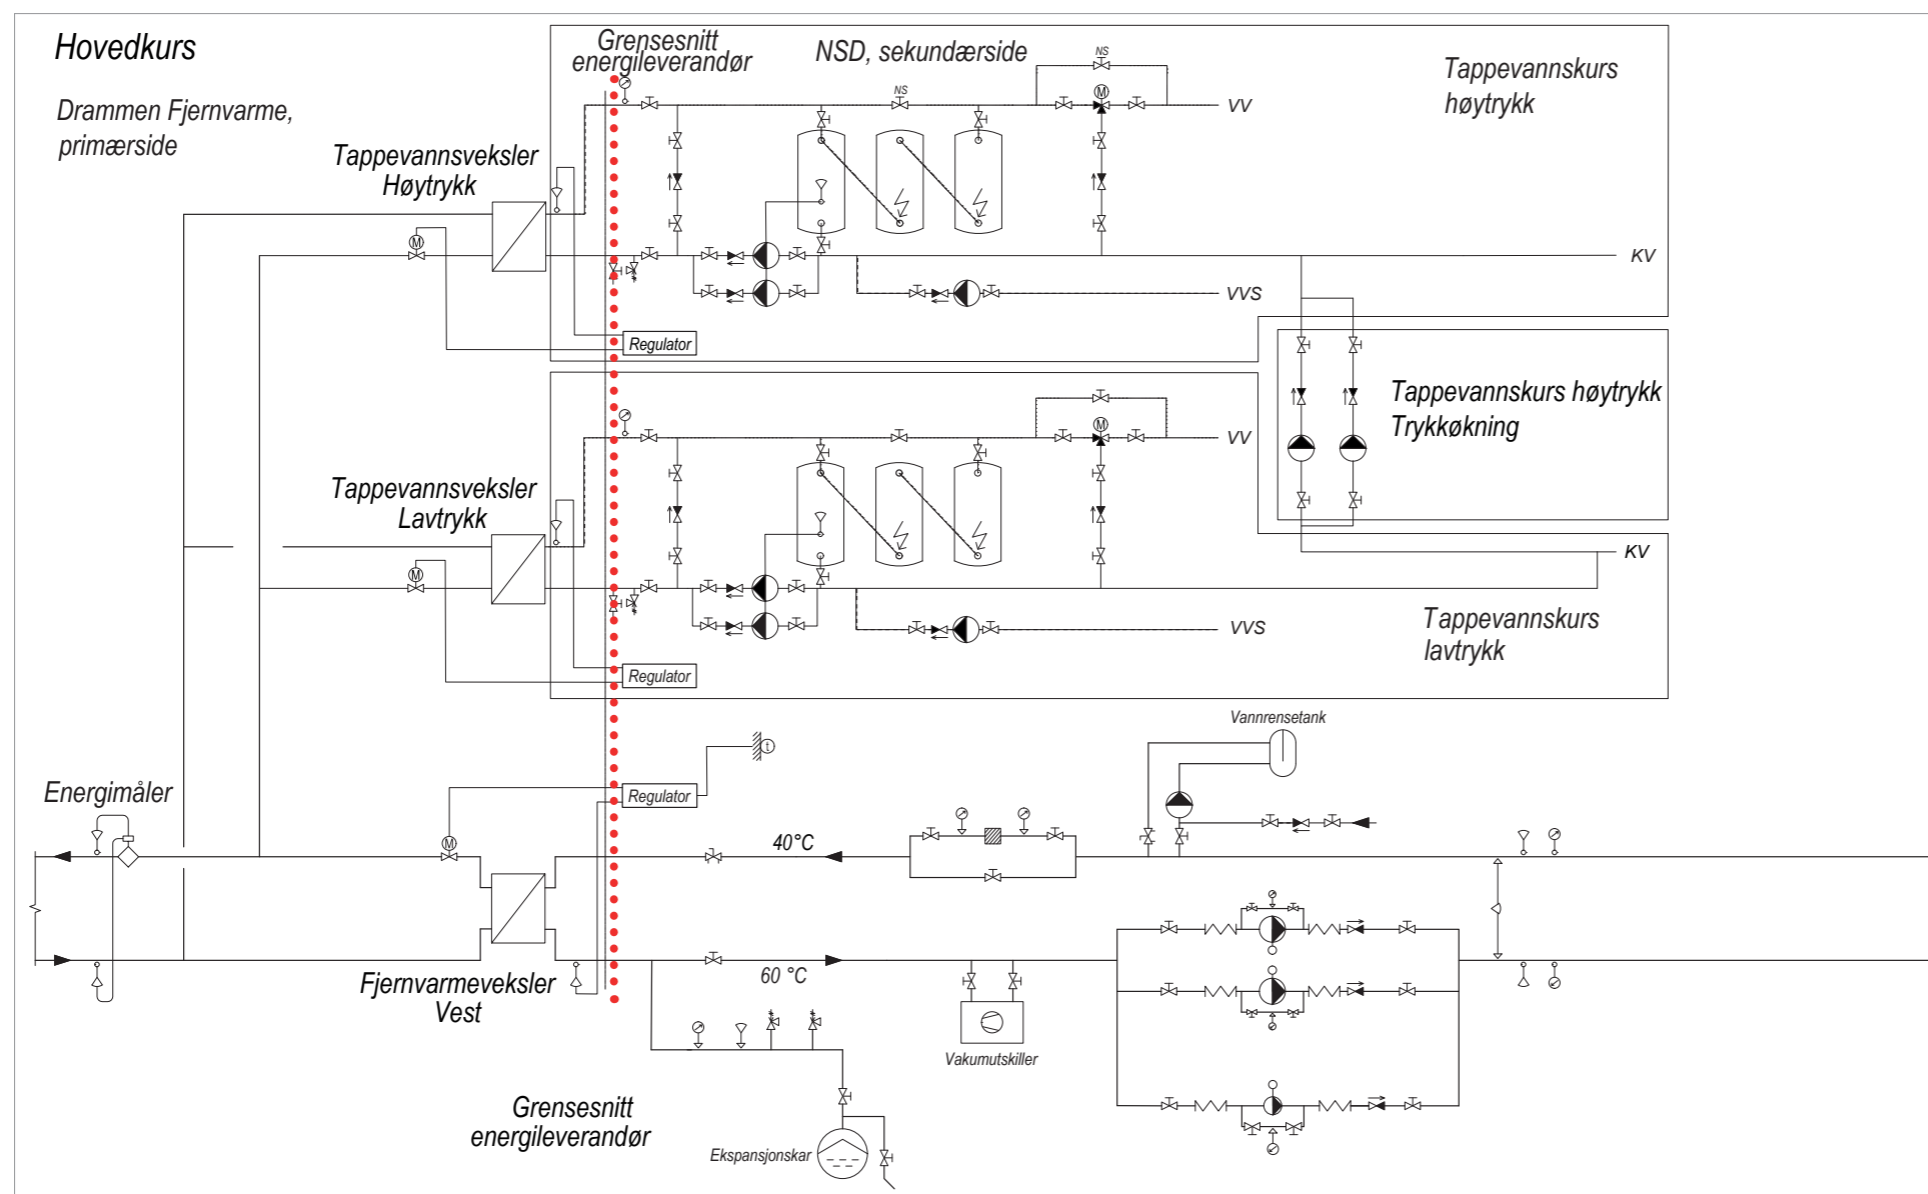 Hovedkurs
Drammen Fjernvarme,
primærside
Grensesnitt
energileverandør
NSD, sekundærside
Tappevannskurs
høytrykk
NS
NS
M
VV
Tappevannsveksler
Høytrykk
M
KV
VVS
Regulator
Tappevannskurs høytrykk
Trykkøkning
M
VV
Tappevannsveksler
Lavtrykk
M
KV
VVS
Tappevannskurs
lavtrykk
Regulator
Vannrensetank
t
Energimåler
Regulator
M
40°C
60 °C
Fjernvarmeveksler
Vest
Vakumutskiller
Grensesnitt
energileverandør
Ekspansjonskar